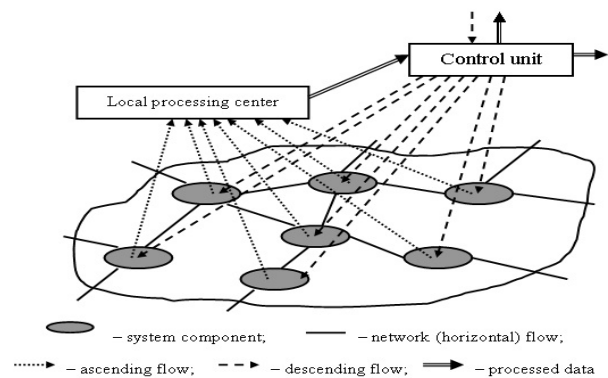 Control unit
Local processing center
– system component;
– network (horizontal) flow;
– ascending flow;
– descending flow;
– processed data